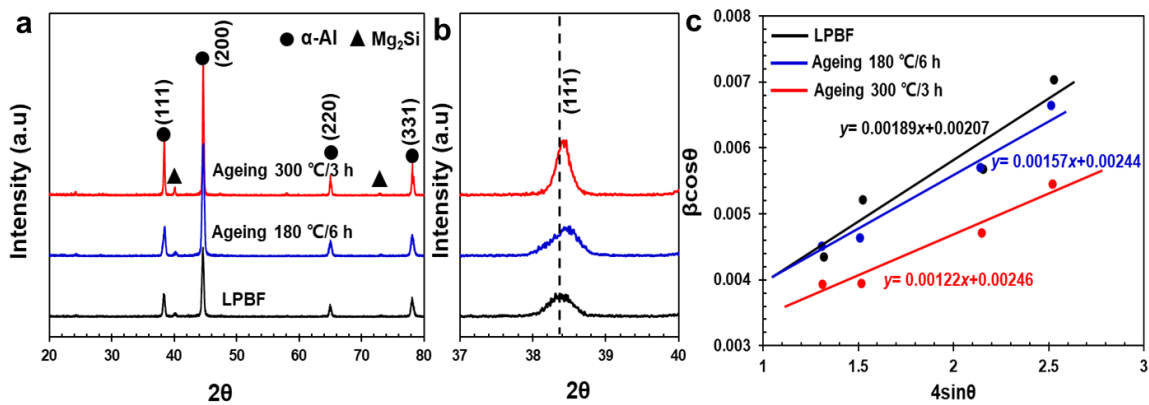 a
Intensity (a.u)
● α-Al ▲ Mg₂Si
(111)
(200)
(220)
(331)
Ageing 300 ℃/3 h
Ageing 180 ℃/6 h
LPBF
20 30 40 50 60 70 80
2θ
b
Intensity (a.u)
(111)
37 38 39 40
2θ
c
βcosθ
0.008
0.007
0.006
0.005
0.004
0.003
LPBF
Ageing 180 ℃/6 h
Ageing 300 ℃/3 h
y= 0.00189x+0.00207
y= 0.00157x+0.00244
y= 0.00122x+0.00246
1 1.5 2 2.5 3
4sinθ